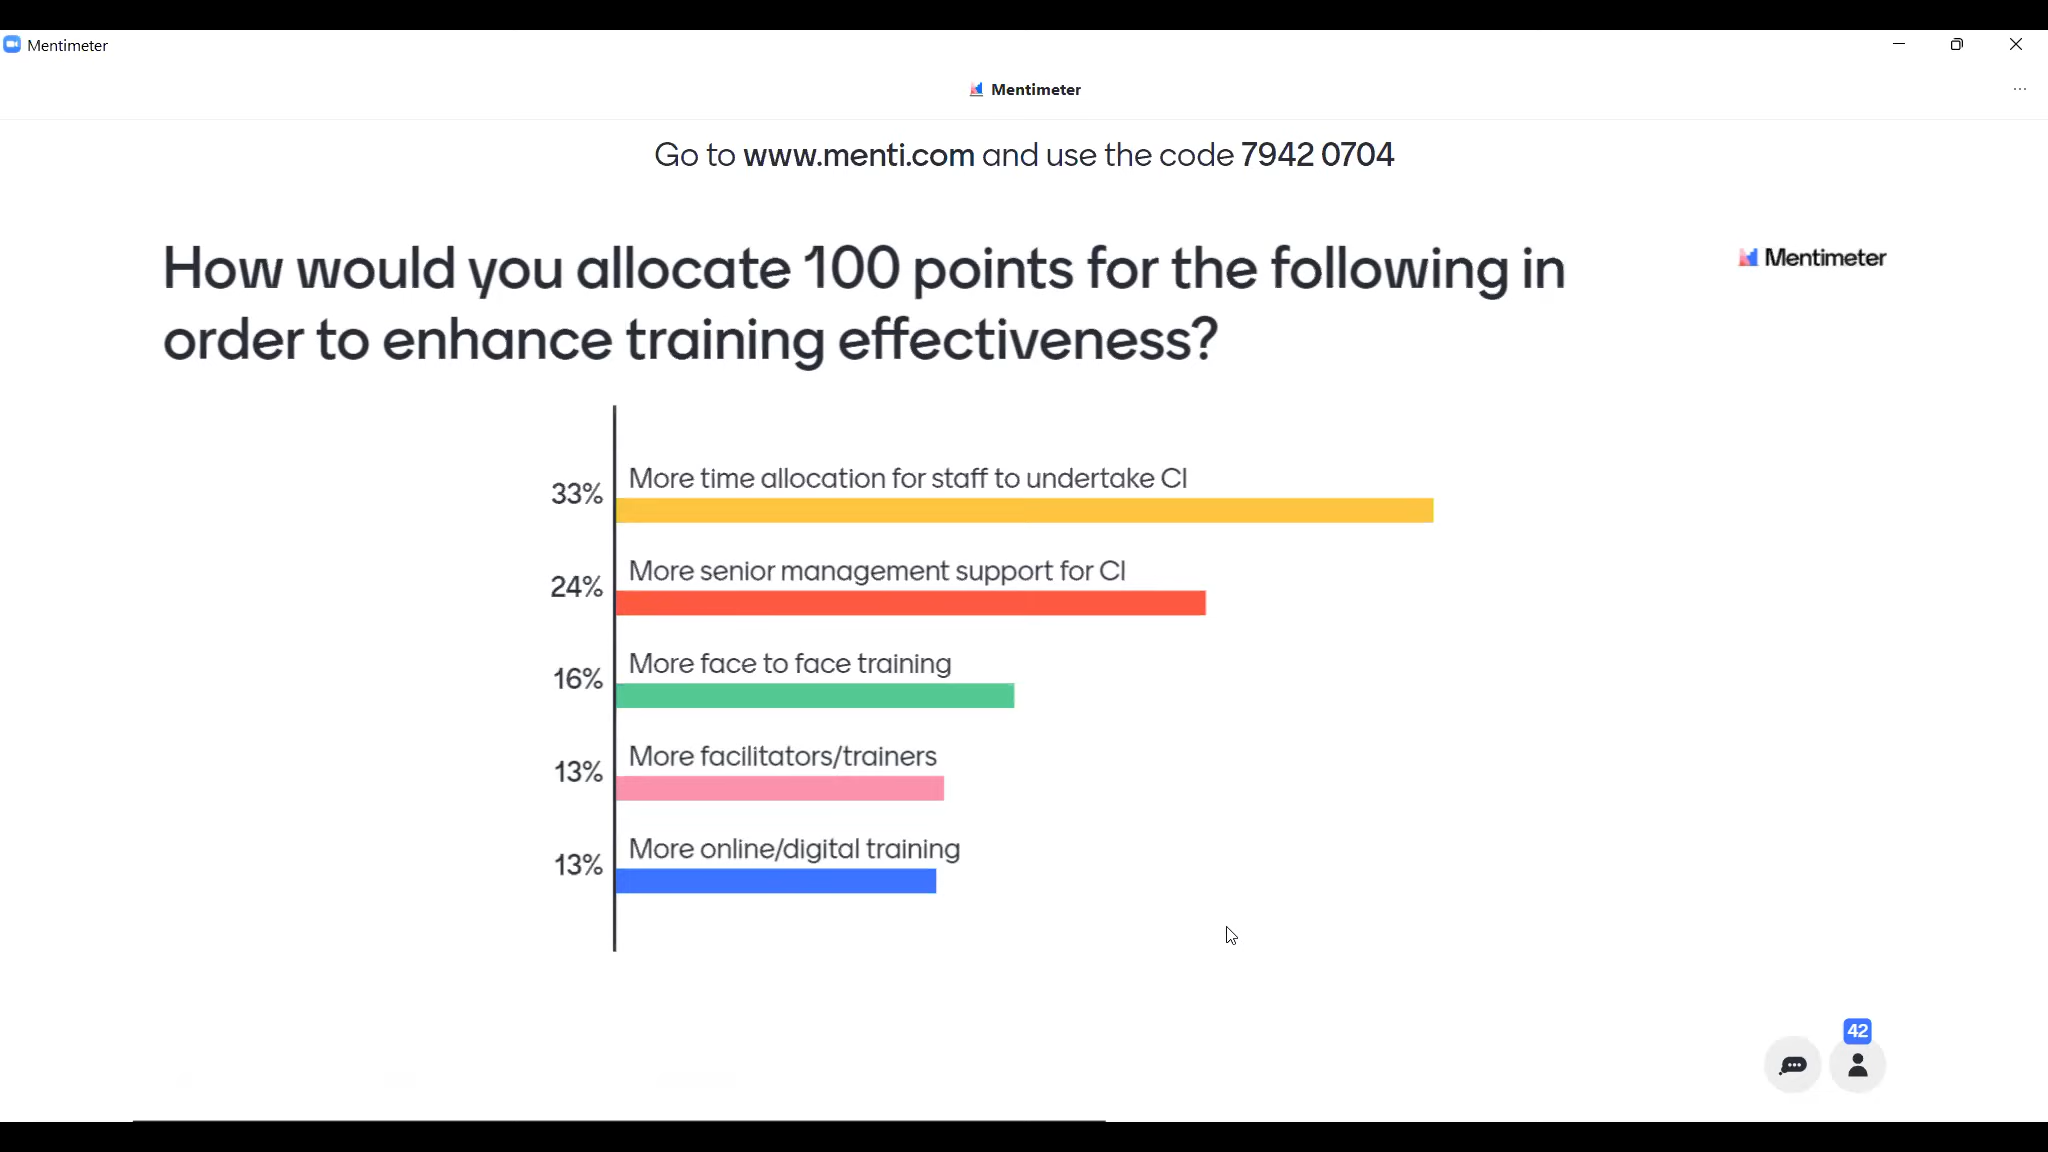 Mentimeter
Mentimeter
Go to www.menti.com and use the code 7942 0704
How would you allocate 100 points for the following in
order to enhance training effectiveness?
Mentimeter
33%
More time allocation for staff to undertake CI
24%
More senior management support for CI
16%
More face to face training
13%
More facilitators/trainers
13%
More online/digital training
42